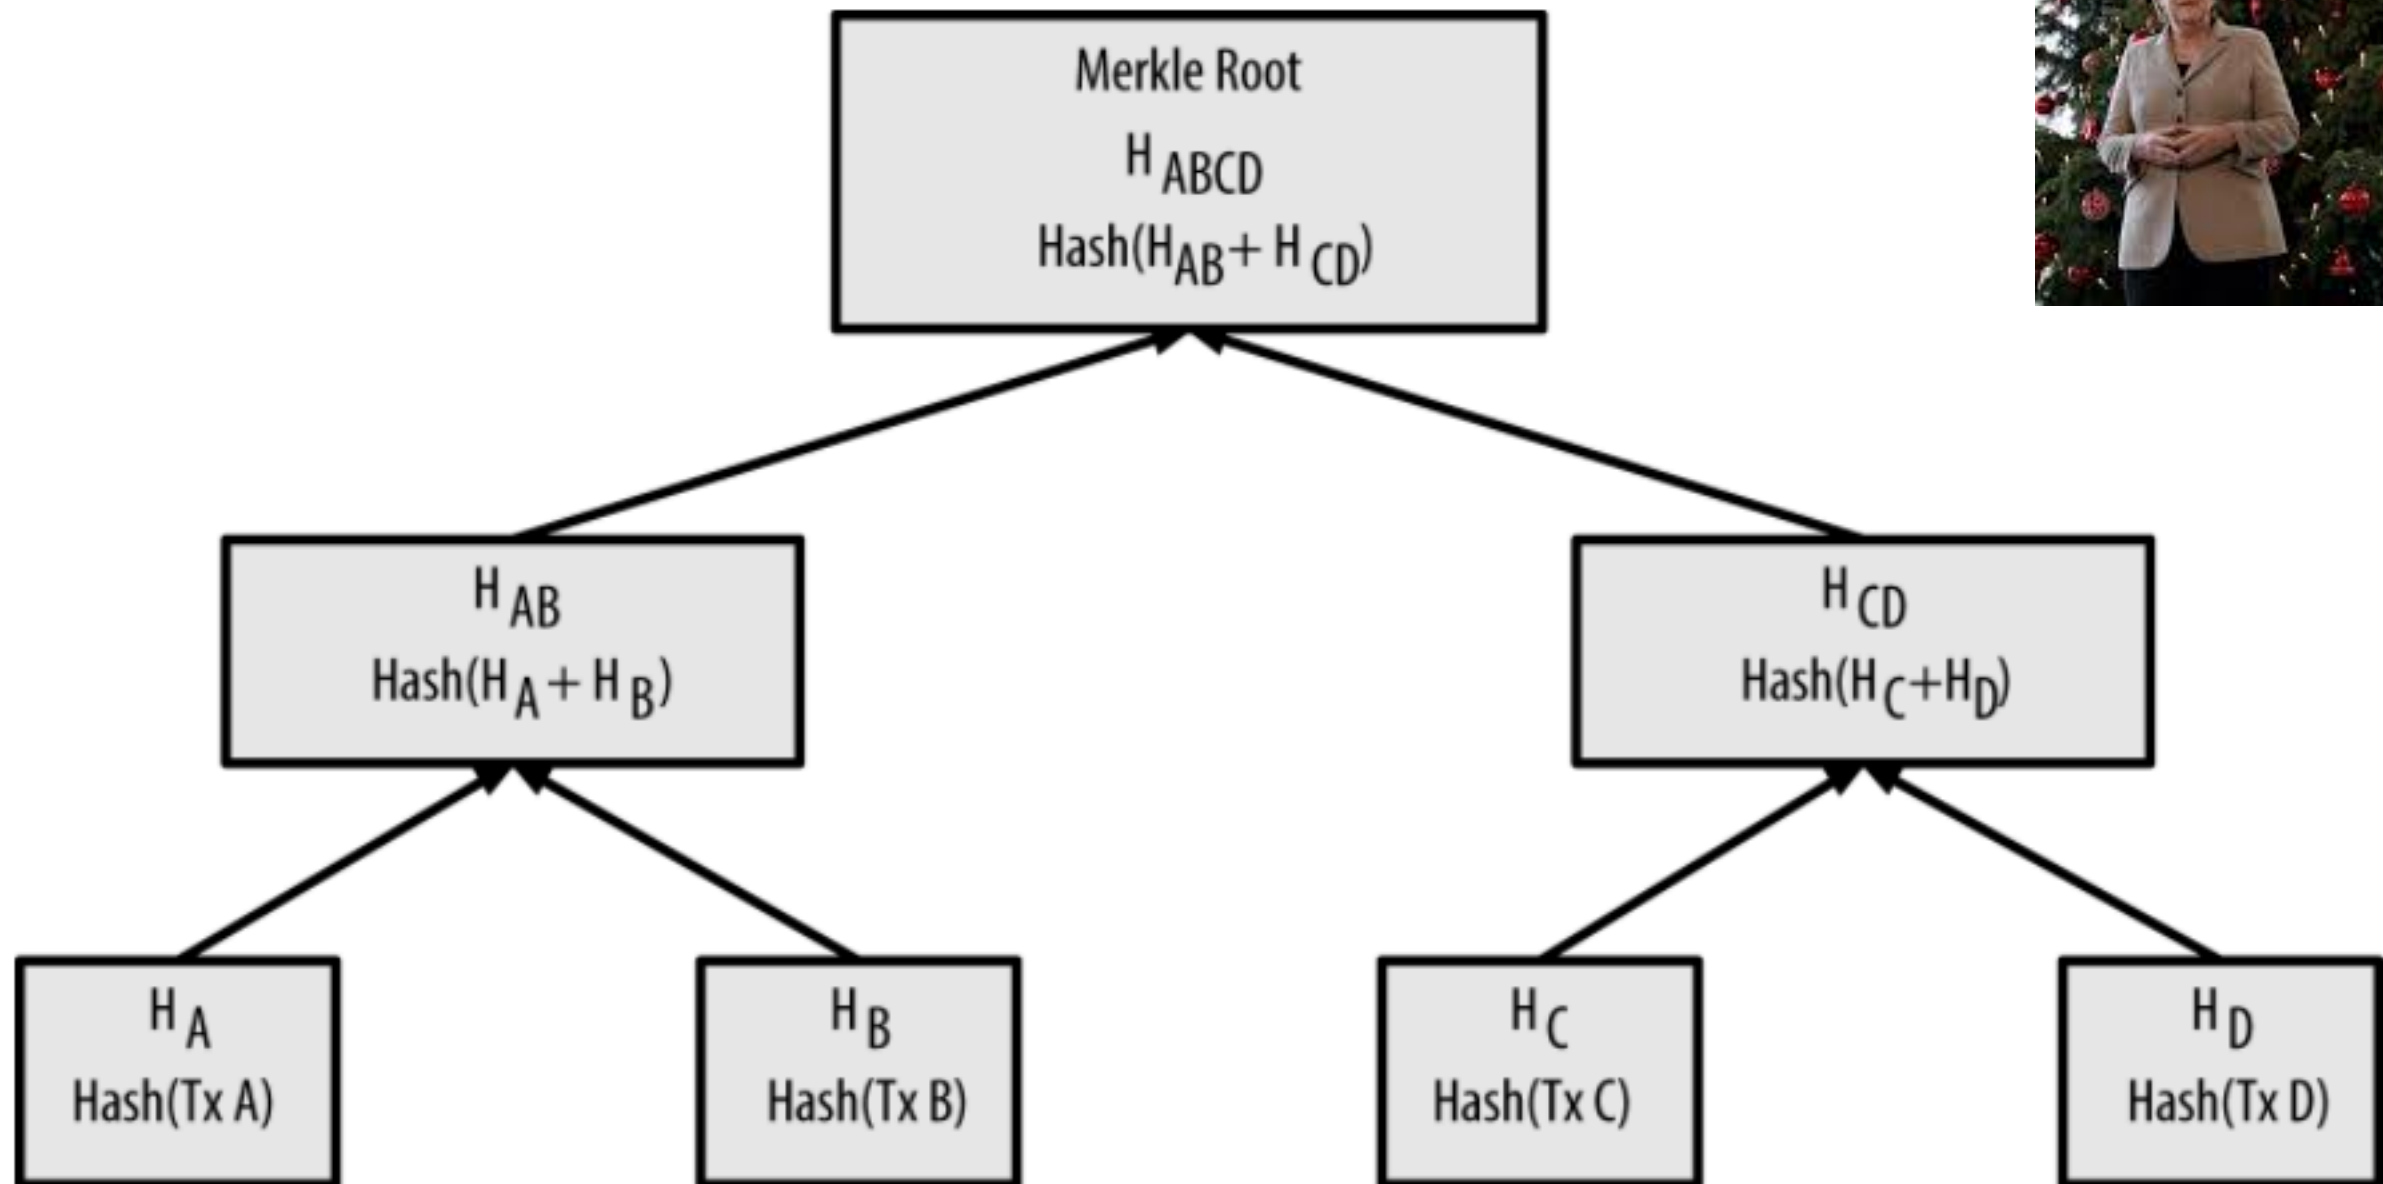 Merkle Root
H ABCD
Hash(HAB+ H CD)
H AB
Hash(H A + H B)
H CD
Hash(H C+HD)
H A
Hash(Tx A)
H B
Hash(Tx B)
H C
Hash(Tx C)
H D
Hash(Tx D)